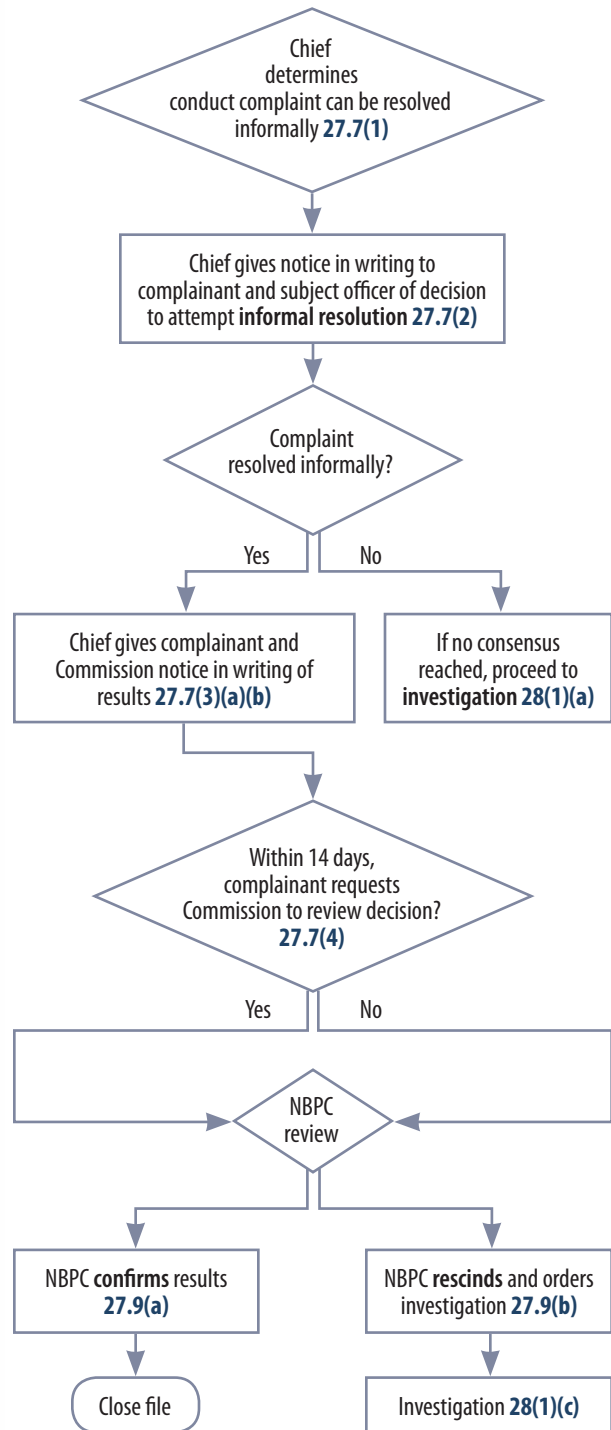 Chief
determines
conduct complaint can be resolved
informally 27.7(1)
Chief gives notice in writing to
complainant and subject officer of decision
to attempt informal resolution 27.7(2)
Complaint
resolved informally?
Yes
No
Chief gives complainant and
Commission notice in writing of
results 27.7(3)(a)(b)
If no consensus
reached, proceed to
investigation 28(1)(a)
Within 14 days,
complainant requests
Commission to review decision?
27.7(4)
Yes
No
NBPC
review
NBPC confirms results
27.9(a)
NBPC rescinds and orders
investigation 27.9(b)
Close file
Investigation 28(1)(c)